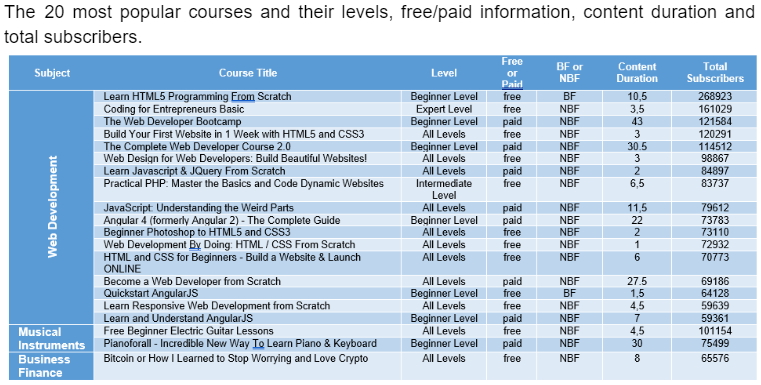 The 20 most popular courses and their levels, free/paid information, content duration and
total subscribers.
Subject Course Title Level Free or Paid BF or NBF Content Duration Total Subscribers
Web Development
Learn HTML5 Programming From Scratch Beginner Level free BF 10,5 268923
Coding for Entrepreneurs Basic Expert Level free NBF 3,5 161029
The Web Developer Bootcamp Beginner Level paid NBF 43 121584
Build Your First Website in 1 Week with HTML5 and CSS3 All Levels free NBF 3 120291
The Complete Web Developer Course 2.0 Beginner Level paid NBF 30.5 114512
Web Design for Web Developers: Build Beautiful Websites! All Levels free NBF 3 98867
Learn Javascript & JQuery From Scratch All Levels paid NBF 2 84897
Practical PHP: Master the Basics and Code Dynamic Websites Intermediate Level free NBF 6,5 83737
JavaScript: Understanding the Weird Parts All Levels paid NBF 11,5 79612
Angular 4 (formerly Angular 2) - The Complete Guide Beginner Level paid NBF 22 73783
Beginner Photoshop to HTML5 and CSS3 All Levels free NBF 2 73110
Web Development By Doing: HTML / CSS From Scratch All Levels free NBF 1 72932
HTML and CSS for Beginners - Build a Website & Launch
ONLINE All Levels free NBF 6 70773
Become a Web Developer from Scratch All Levels paid NBF 27.5 69186
Quickstart AngularJS Beginner Level free BF 1,5 64128
Learn Responsive Web Development from Scratch All Levels free NBF 4,5 59639
Learn and Understand AngularJS Beginner Level paid NBF 7 59361
Musical Instruments
Free Beginner Electric Guitar Lessons All Levels free NBF 4,5 101154
Pianoforall - Incredible New Way To Learn Piano & Keyboard Beginner Level paid NBF 30 75499
Business Finance
Bitcoin or How I Learned to Stop Worrying and Love Crypto All Levels free NBF 8 65576